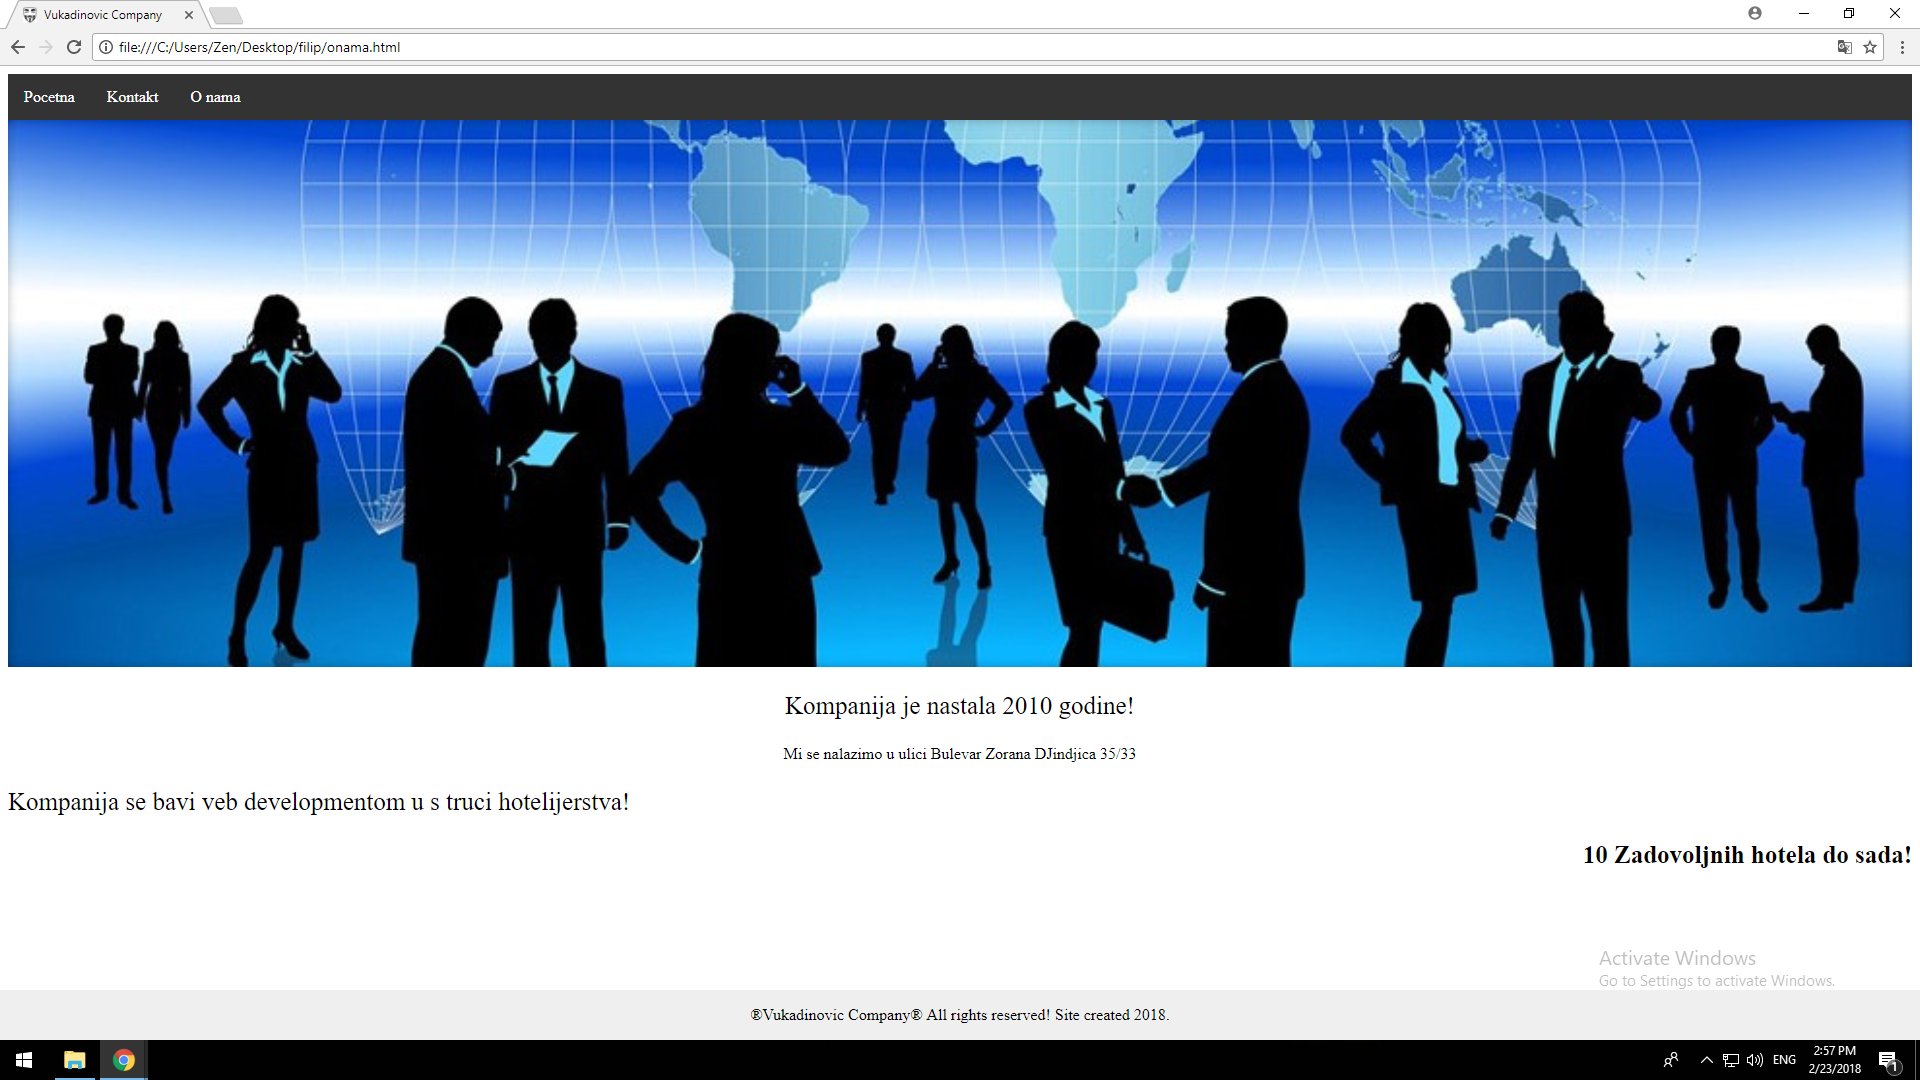 Vukadinovic Company
file:///C:/Users/Zen/Desktop/filip/onama.html
Pocetna Kontakt O nama
Kompanija je nastala 2010 godine!
Mi se nalazimo u ulici Bulevar Zorana DJindjica 35/33
Kompanija se bavi veb developmentom u s truci hotelijerstva!
10 Zadovoljnih hotela do sada!
Activate Windows
Go to Settings to activate Windows.
®Vukadinovic Company® All rights reserved! Site created 2018.
ENG
2:57 PM
2/23/2018
1